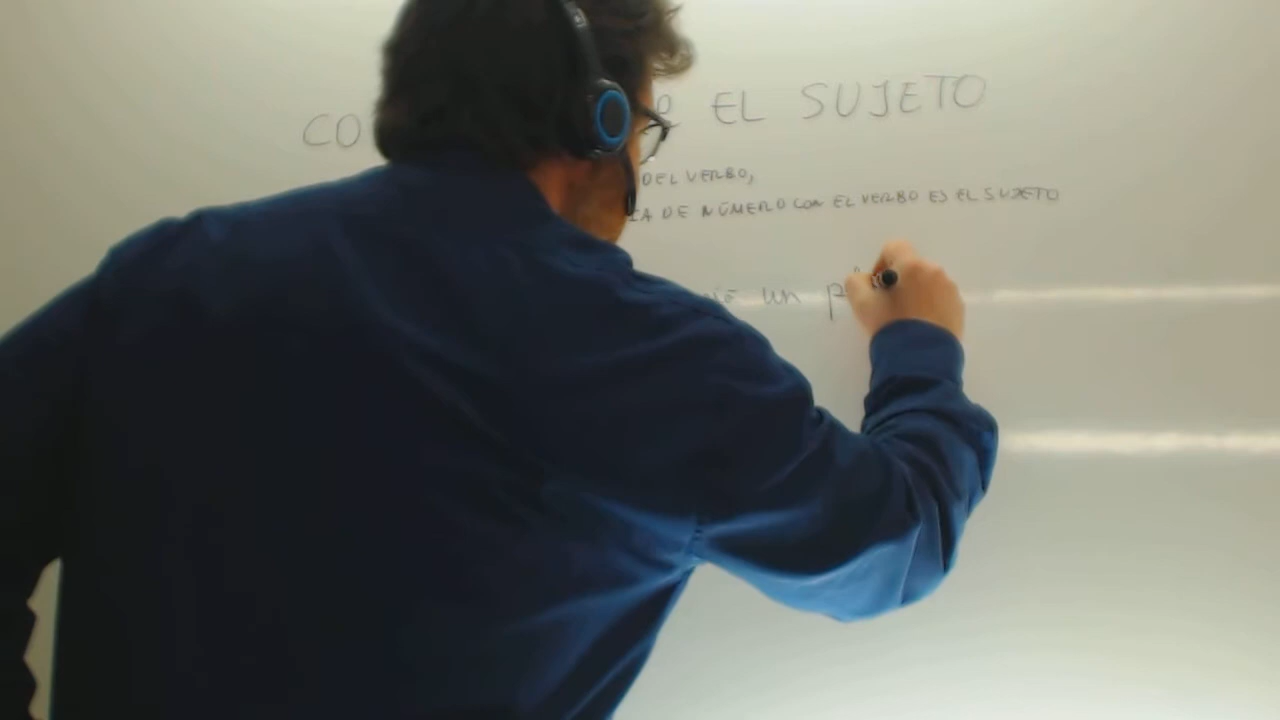 CO EL SUJETO
DEL VERBO,
DE NÚMERO CON EL VERBO ES EL SUJETO
un